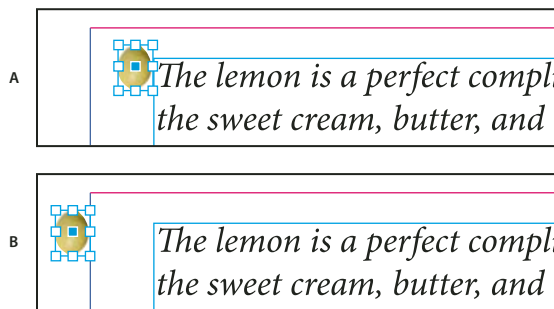 A
The lemon is a perfect compli
the sweet cream, butter, and
B
The lemon is a perfect compli
the sweet cream, butter, and